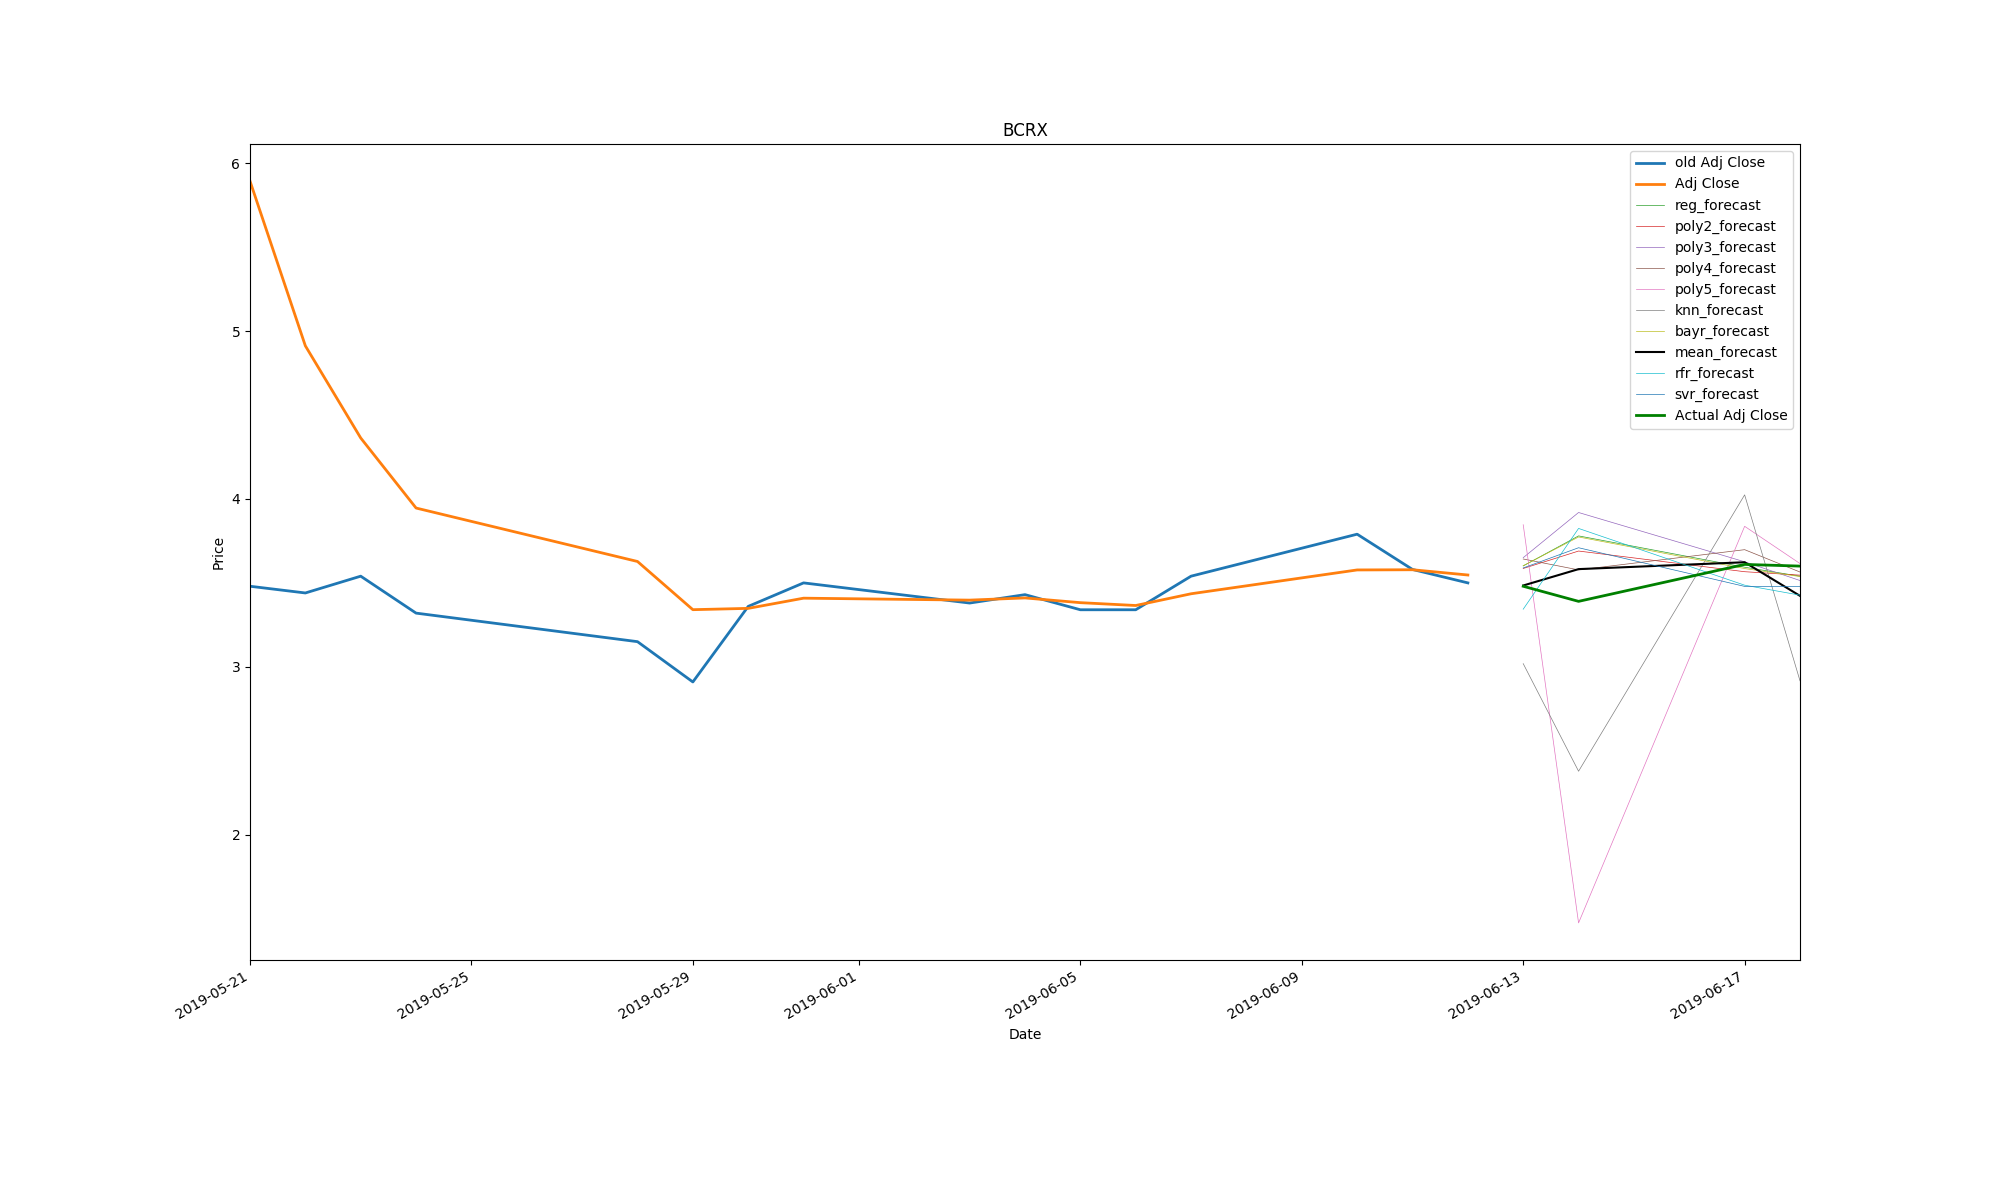 BCRX
6
5
4
3
2
Price
old Adj Close
Adj Close
reg_forecast
poly2_forecast
poly3_forecast
poly4_forecast
poly5_forecast
knn_forecast
bayr_forecast
mean_forecast
rfr_forecast
svr_forecast
Actual Adj Close
2019-05-21
2019-05-25
2019-05-29
2019-06-01
2019-06-05
2019-06-09
2019-06-13
2019-06-17
Date